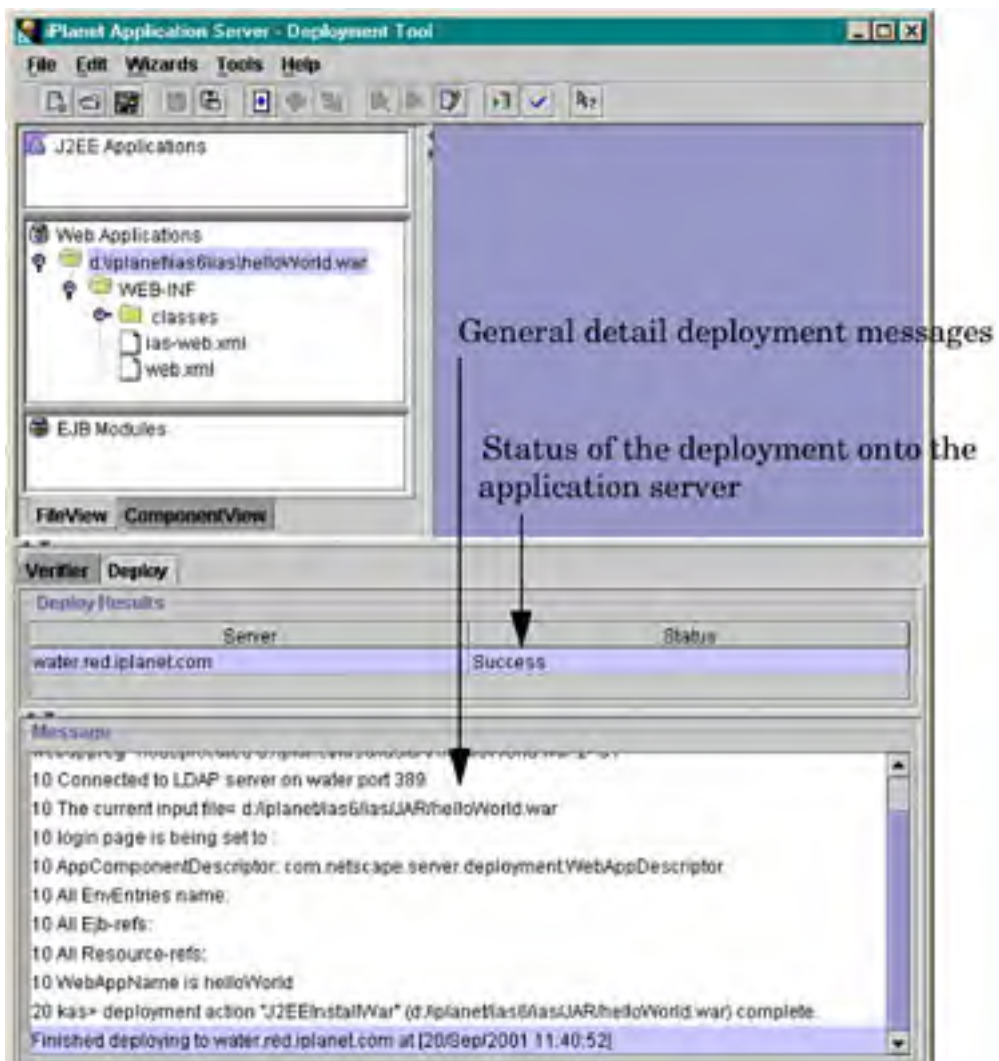 iPlanet Application Server - Deployment Tool
File Edit Wizards Tools Help
J2EE Applications
Web Applications
d:\iplanet\ias6\ias\helloWorld.war
WEB-INF
classes
ias-web.xml
web.xml
EJB Modules
FileView ComponentView
General detail deployment messages
Status of the deployment onto the
application server
Verifier Deploy
Deploy Results
Server Status
water.red.iplanet.com Success
Message
10 Connected to LDAP server on water port 389
10 The current input file= d:/iplanet/ias6/ias/JAR/helloWorld.war
10 login page is being set to :
10 AppComponentDescriptor: com.netscape.server.deployment.WebAppDescriptor
10 All EnvEntries name:
10 All Ejb-refs:
10 All Resource-refs:
10 WebAppName is helloWorld
20 kas> deployment action "J2EEInstallWar" (d:/iplanet/ias6/ias/JAR/helloWorld.war) complete.
Finished deploying to water.red.iplanet.com at [20/Sep/2001 11:40:52]